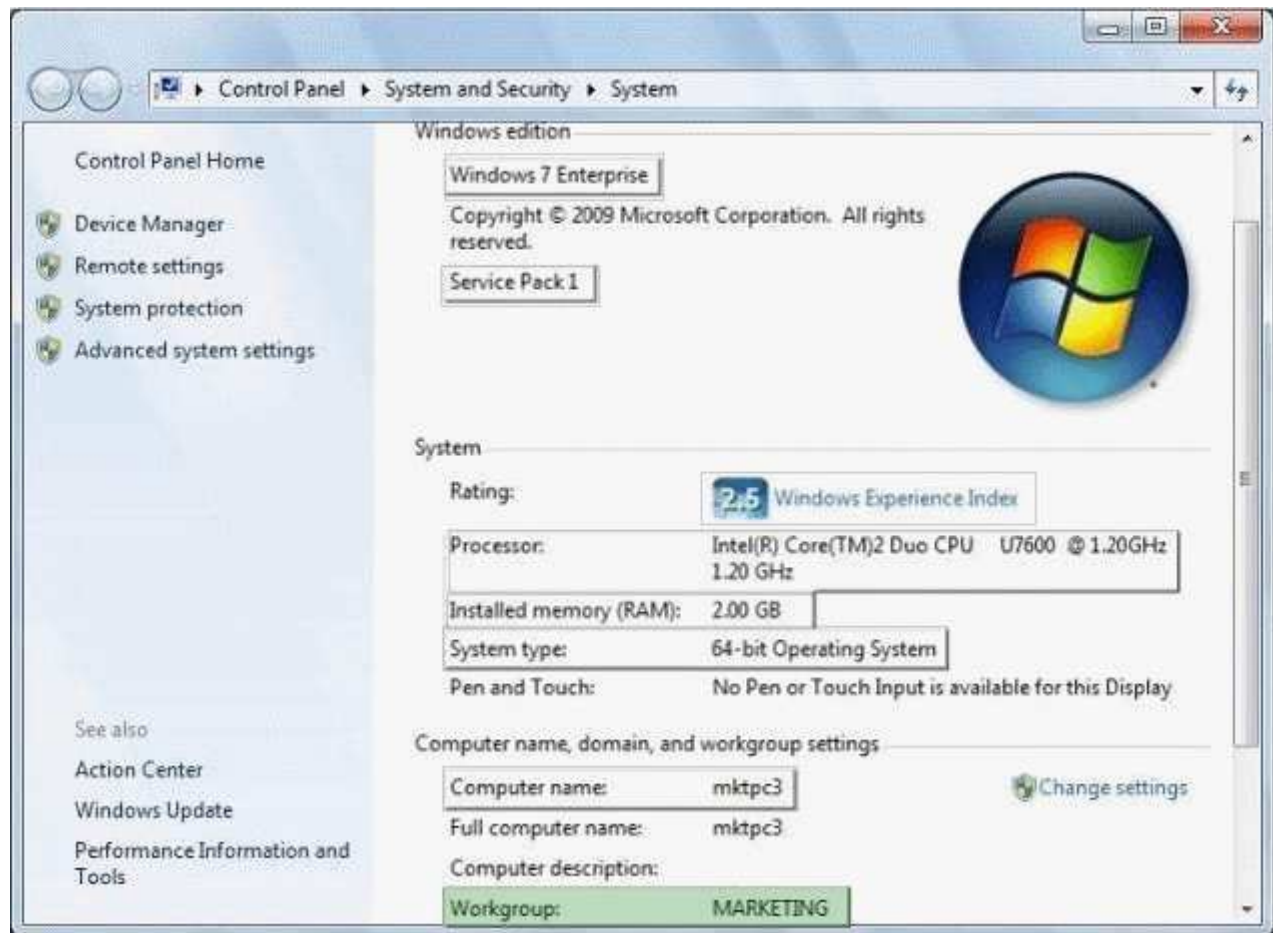 Control Panel ▸ System and Security ▸ System
Control Panel Home
Device Manager
Remote settings
System protection
Advanced system settings
See also
Action Center
Windows Update
Performance Information and
Tools
Windows edition
Windows 7 Enterprise
Copyright © 2009 Microsoft Corporation. All rights
reserved.
Service Pack 1
System
Rating: 2.5 Windows Experience Index
Processor: Intel(R) Core(TM)2 Duo CPU U7600 @ 1.20GHz
1.20 GHz
Installed memory (RAM): 2.00 GB
System type: 64-bit Operating System
Pen and Touch: No Pen or Touch Input is available for this Display
Computer name, domain, and workgroup settings
Computer name: mktpc3
Change settings
Full computer name: mktpc3
Computer description:
Workgroup: MARKETING